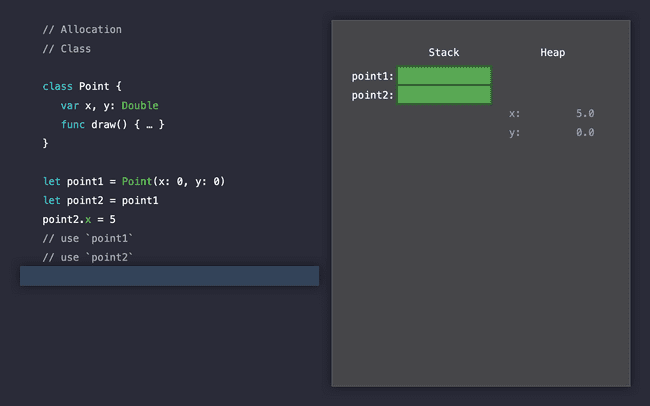 // Allocation
// Class
class Point {
var x, y: Double
func draw() { … }
}
let point1 = Point(x: 0, y: 0)
let point2 = point1
point2.x = 5
// use `point1`
// use `point2`
Stack Heap
point1:
point2:
x: 5.0
y: 0.0